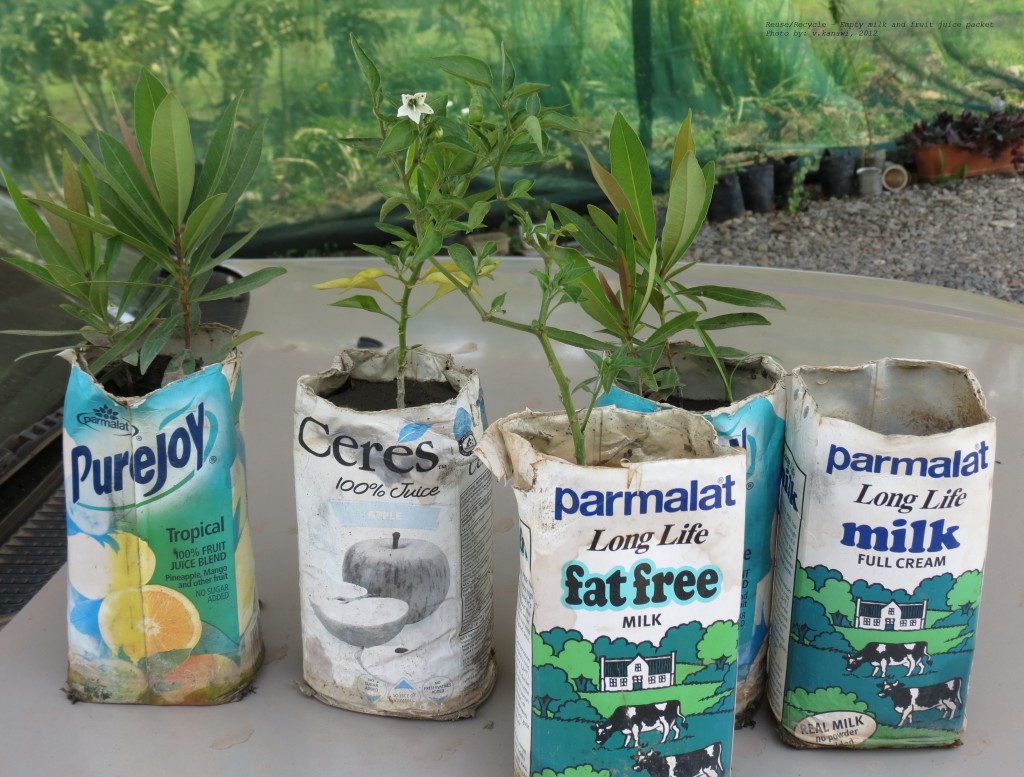 Reuse/Recycle - Empty milk and fruit juice packet
Photo by: v.kanawi, 2012
parmalat
PureJoy
Tropical
100% FRUIT
JUICE BLEND
Pineapple, Mango
and other fruit
NO SUGAR
ADDED
Ceres™
100% Juice
APPLE
parmalat
Long Life
fat free
MILK
parmalat
Long Life
milk
FULL CREAM
REAL MILK
no powder